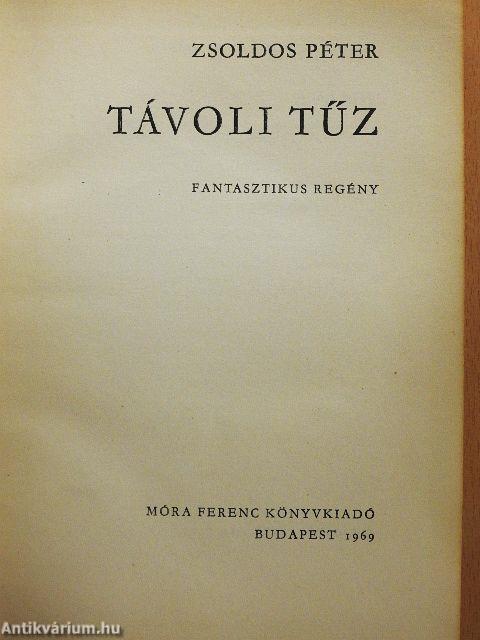 ZSOLDOS PÉTER
TÁVOLI TŰZ
FANTASZTIKUS REGÉNY
MÓRA FERENC KÖNYVKIADÓ
BUDAPEST 1969
Antikvárium.hu